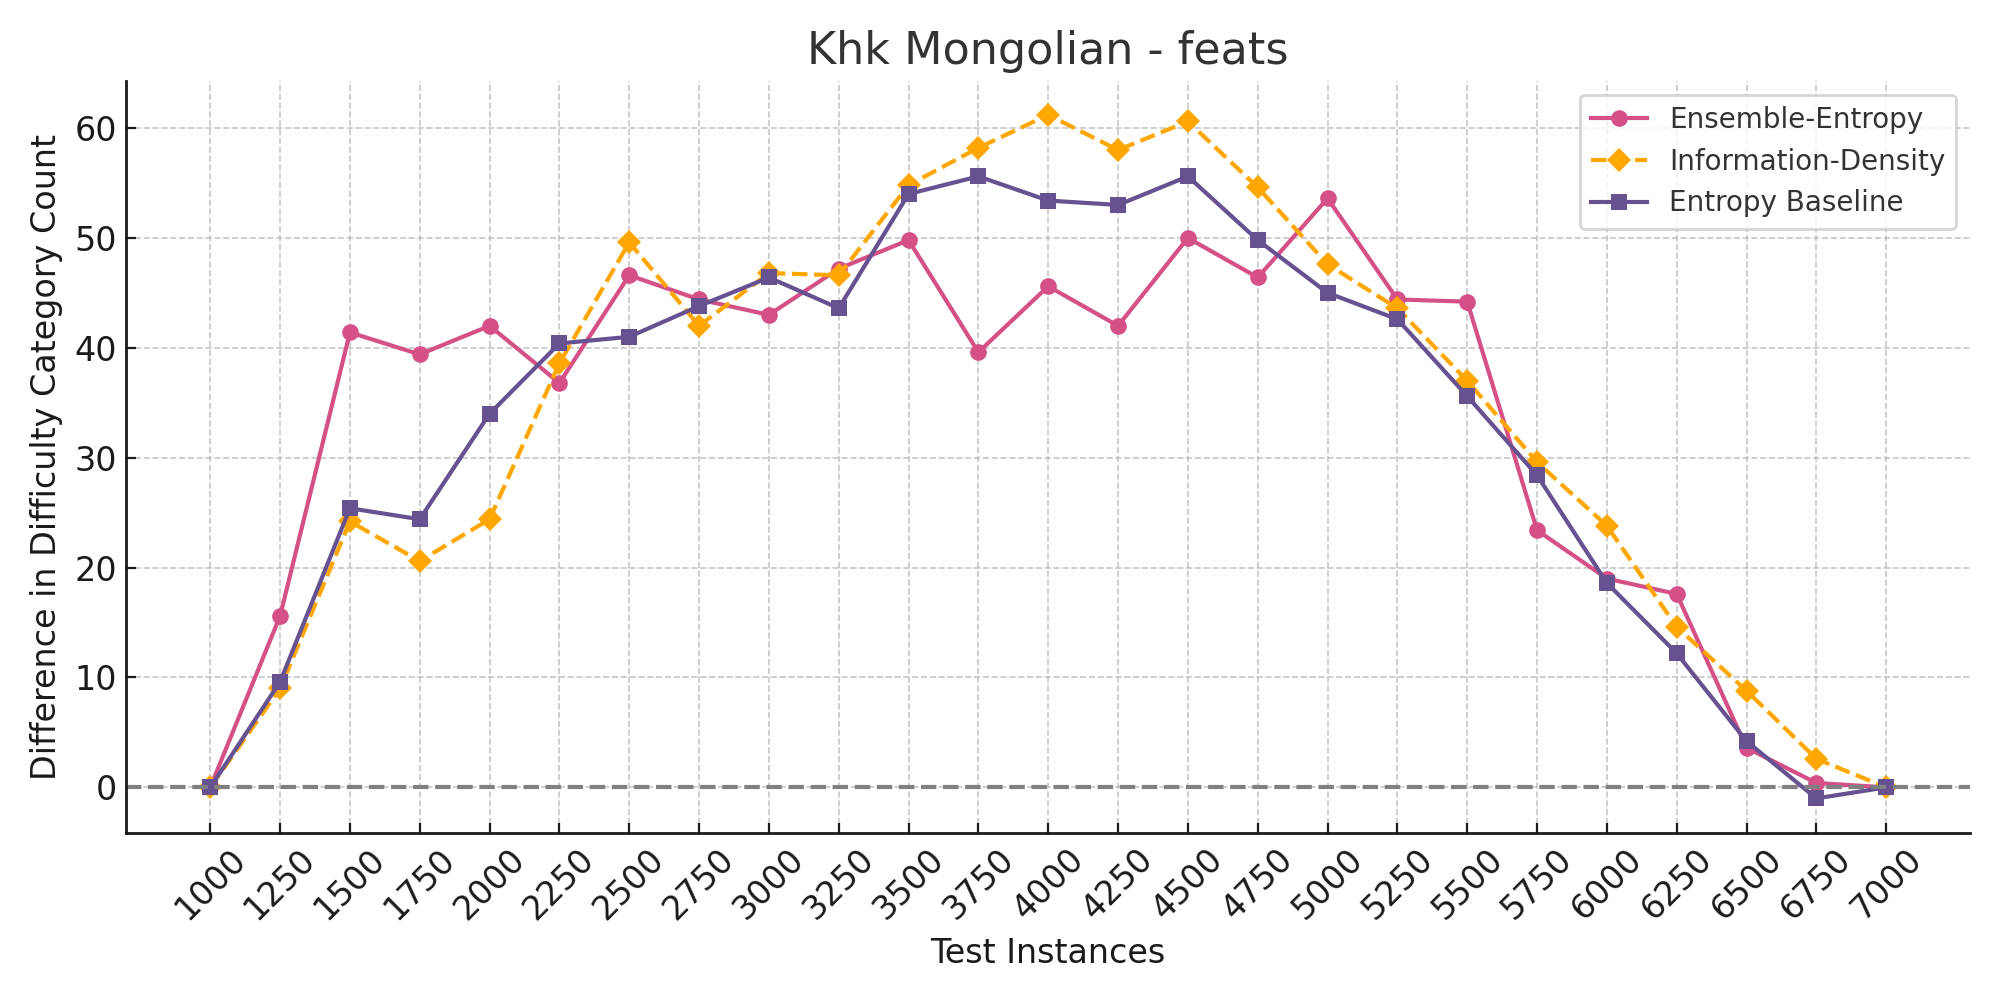 Khk Mongolian - feats
Ensemble-Entropy
Information-Density
Entropy Baseline
Difference in Difficulty Category Count
60
50
40
30
20
10
0
1000 1250 1500 1750 2000 2250 2500 2750 3000 3250 3500 3750 4000 4250 4500 4750 5000 5250 5500 5750 6000 6250 6500 6750 7000
Test Instances